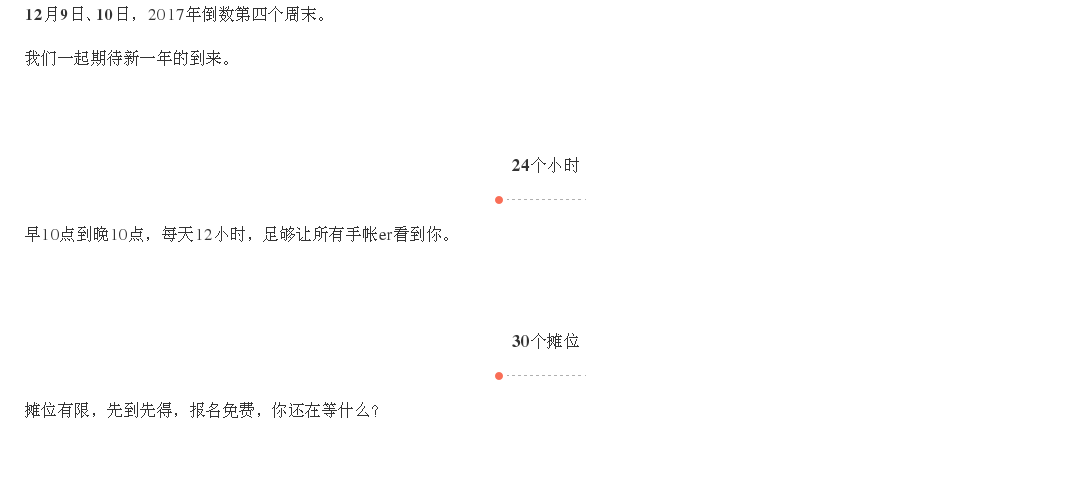 12月9日、10日，2017年倒数第四个周末。
我们一起期待新一年的到来。
24个小时
早10点到晚10点，每天12小时，足够让所有手帐er看到你。
30个摊位
摊位有限，先到先得，报名免费，你还在等什么？